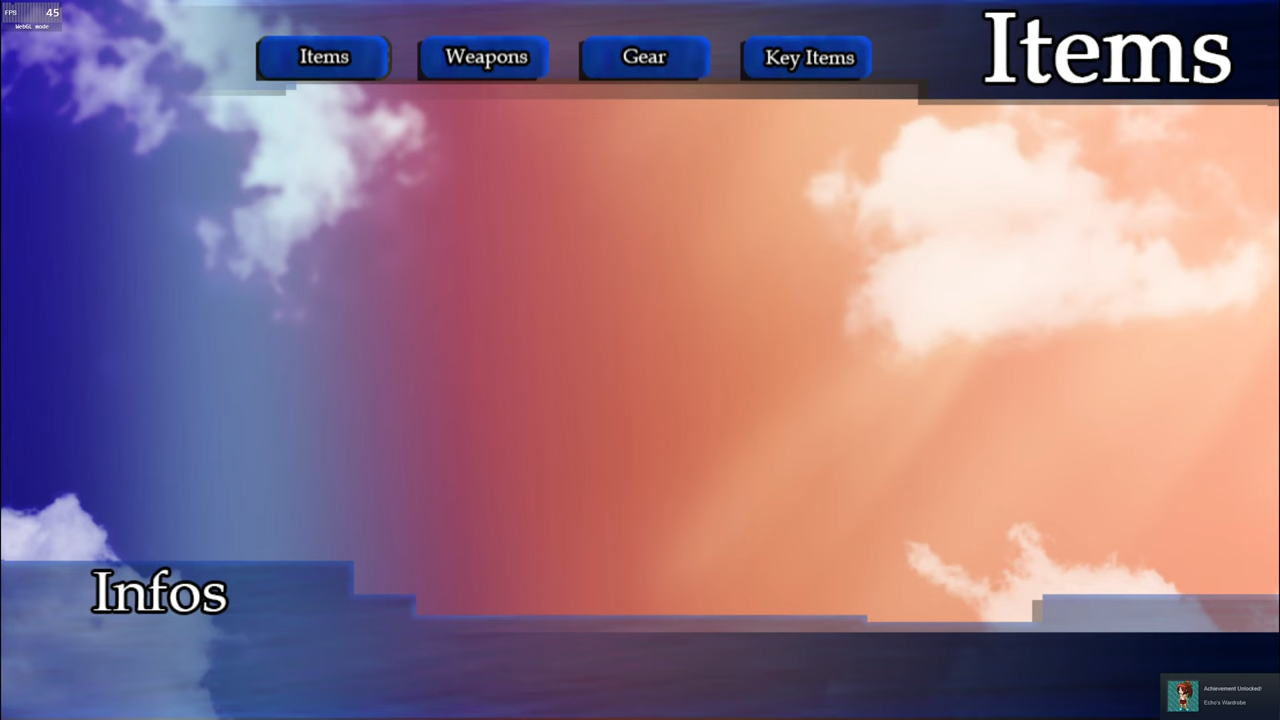 FPS 45
WebGL mode
Items
Weapons
Gear
Key Items
Items
Infos
Achievement Unlocked!
Echo's Wardrobe